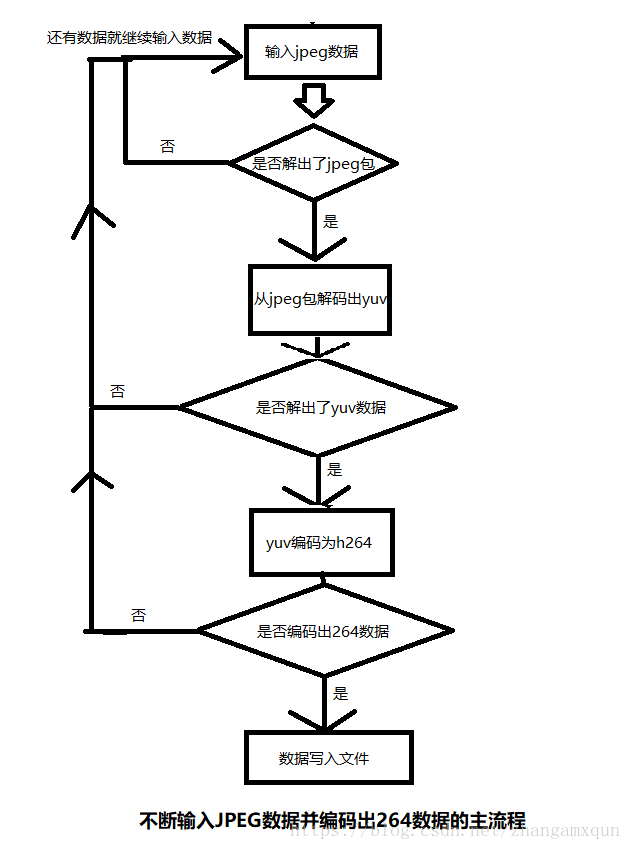 还有数据就继续输入数据
输入jpeg数据
否
是否解出了jpeg包
是
从jpeg包解码出yuv
否
是否解出了yuv数据
是
yuv编码为h264
否
是否编码出264数据
是
数据写入文件
不断输入JPEG数据并编码出264数据的主流程
https://blog.csdn.net/zhangamxqun